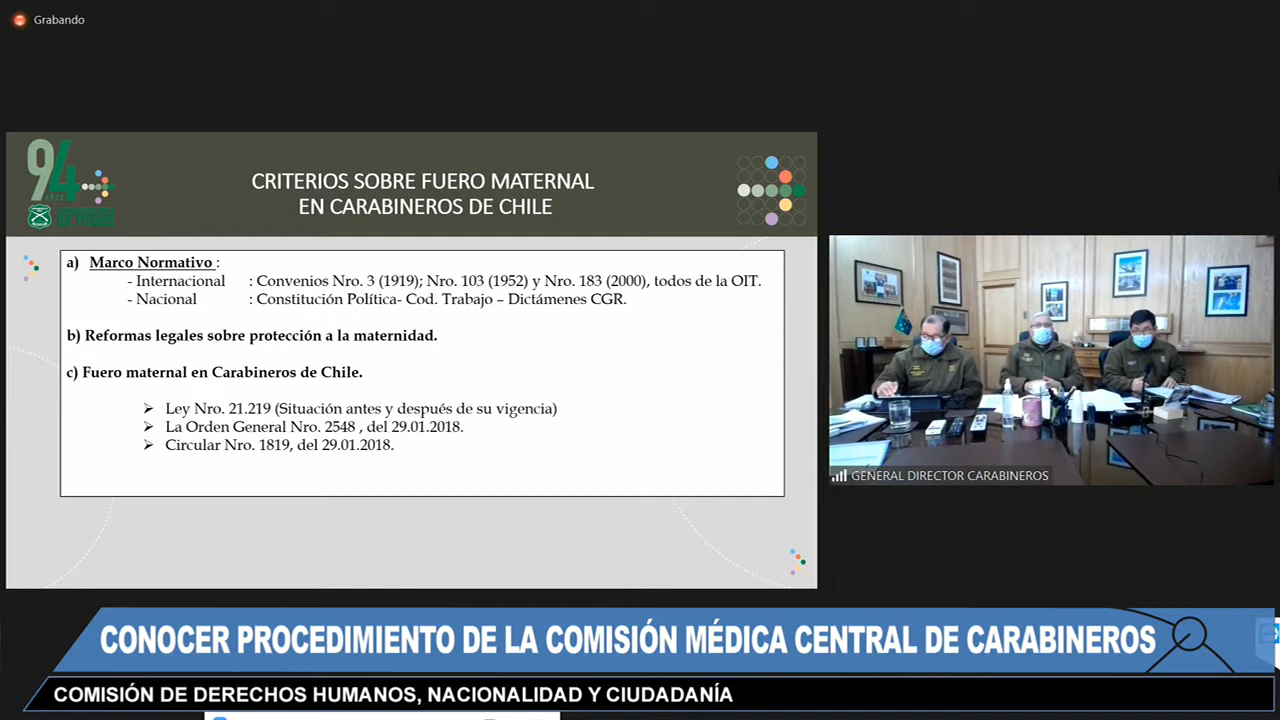 Grabando
94
CRITERIOS SOBRE FUERO MATERNAL
EN CARABINEROS DE CHILE
a) Marco Normativo :
- Internacional : Convenios Nro. 3 (1919); Nro. 103 (1952) y Nro. 183 (2000), todos de la OIT.
- Nacional : Constitución Política- Cod. Trabajo – Dictámenes CGR.
b) Reformas legales sobre protección a la maternidad.
c) Fuero maternal en Carabineros de Chile.
Ley Nro. 21.219 (Situación antes y después de su vigencia)
La Orden General Nro. 2548 , del 29.01.2018.
Circular Nro. 1819, del 29.01.2018.
GENERAL DIRECTOR CARABINEROS
CONOCER PROCEDIMIENTO DE LA COMISIÓN MÉDICA CENTRAL DE CARABINEROS
COMISIÓN DE DERECHOS HUMANOS, NACIONALIDAD Y CIUDADANÍA